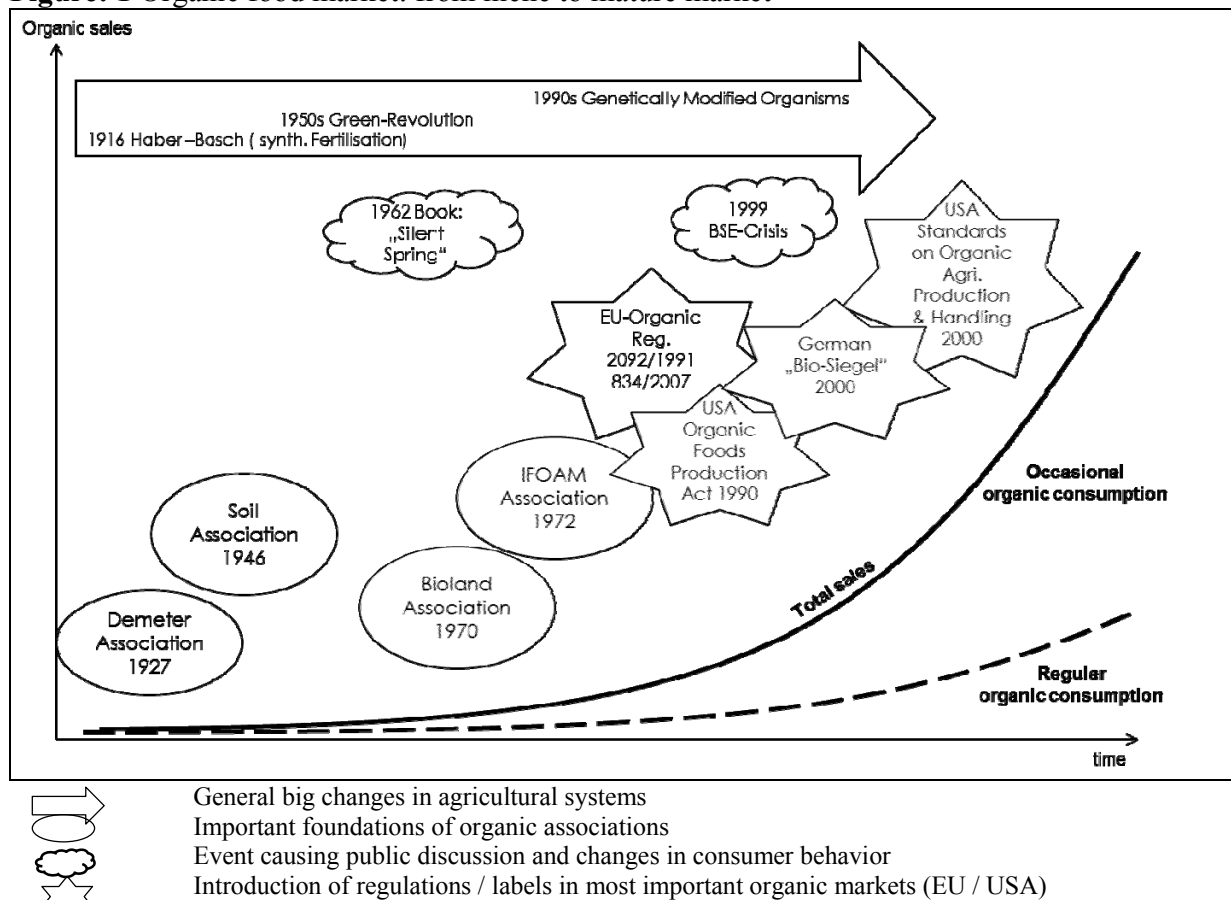 Figure. 1 Organic food market: from niche to mature market
Organic sales
1990s Genetically Modified Organisms
1950s Green-Revolution
1916 Haber–Basch ( synth. Fertilisation)
1962 Book:
„Silent
Spring“
1999
BSE-Crisis
USA
Standards
on Organic
Agri.
Production
& Handling
2000
EU-Organic
Reg.
2092/1991
834/2007
German
„Bio-Siegel“
2000
USA
Organic
Foods
Production
Act 1990
IFOAM
Association
1972
Soil
Association
1946
Bioland
Association
1970
Demeter
Association
1927
Occasional
organic consumption
Total sales
Regular
organic consumption
time
General big changes in agricultural systems
Important foundations of organic associations
Event causing public discussion and changes in consumer behavior
Introduction of regulations / labels in most important organic markets (EU / USA)